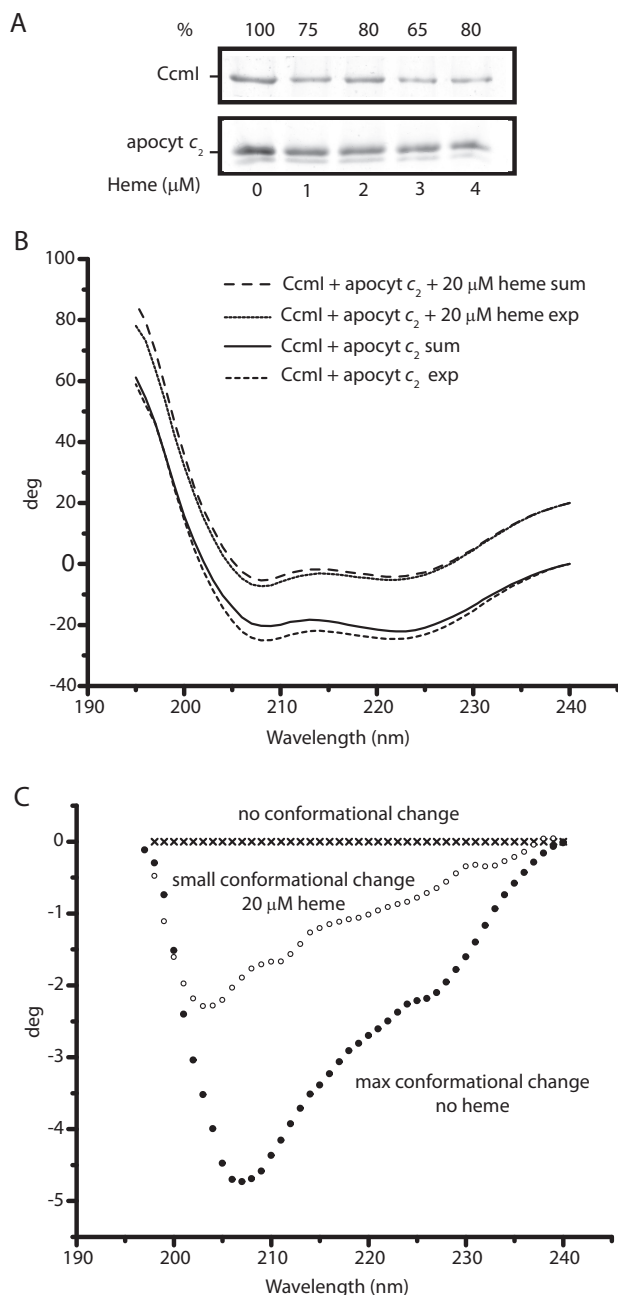 A
% 100 75 80 65 80
CcmI
apocyt c₂
Heme (μM) 0 1 2 3 4
B
100
80
60
40
20
0
-20
-40
deg
CcmI + apocyt c₂ + 20 μM heme sum
CcmI + apocyt c₂ + 20 μM heme exp
CcmI + apocyt c₂ sum
CcmI + apocyt c₂ exp
190 200 210 220 230 240
Wavelength (nm)
C
no conformational change
small conformational change
20 μM heme
max conformational change
no heme
0
-1
-2
-3
-4
-5
deg
190 200 210 220 230 240
Wavelength (nm)